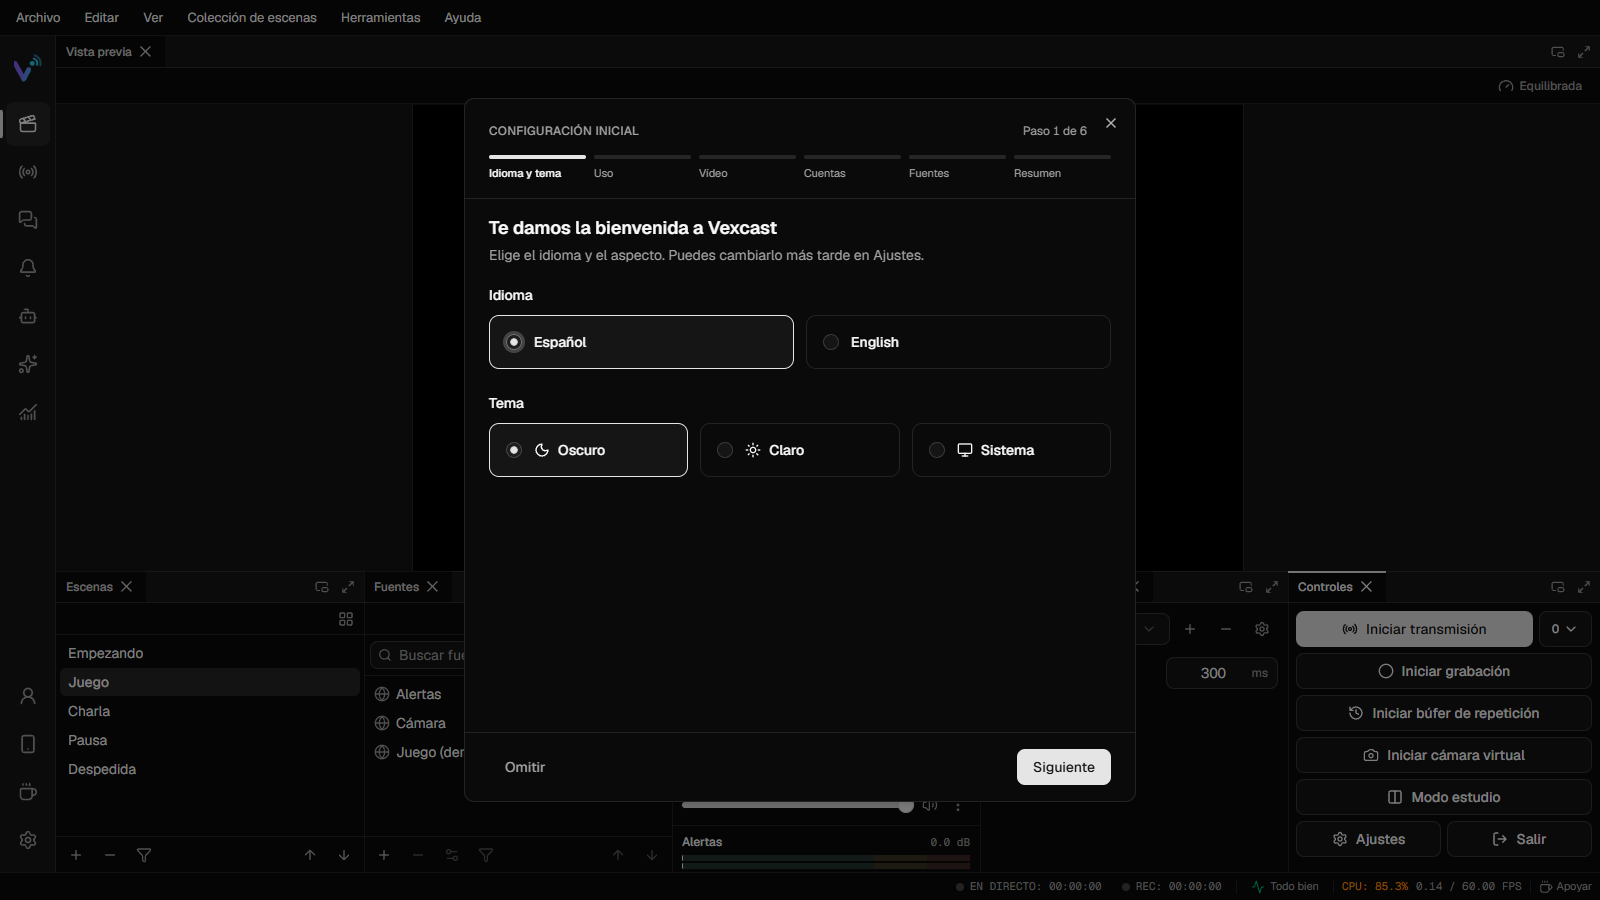 Archivo Editar Ver Colección de escenas Herramientas Ayuda
Vista previa
Equilibrada
CONFIGURACIÓN INICIAL
Paso 1 de 6
Idioma y tema Uso Vídeo Cuentas Fuentes Resumen
Te damos la bienvenida a Vexcast
Elige el idioma y el aspecto. Puedes cambiarlo más tarde en Ajustes.
Idioma
Español English
Tema
Oscuro Claro Sistema
Omitir Siguiente
Escenas
Empezando
Juego
Charla
Pausa
Despedida
Fuentes
Buscar
Alertas
Cámara
Juego
Alertas 0.0 dB
300 ms
Controles
Iniciar transmisión 0
Iniciar grabación
Iniciar búfer de repetición
Iniciar cámara virtual
Modo estudio
Ajustes Salir
EN DIRECTO: 00:00:00 REC: 00:00:00 Todo bien CPU: 85.3% 0.14 / 60.00 FPS Apoyar